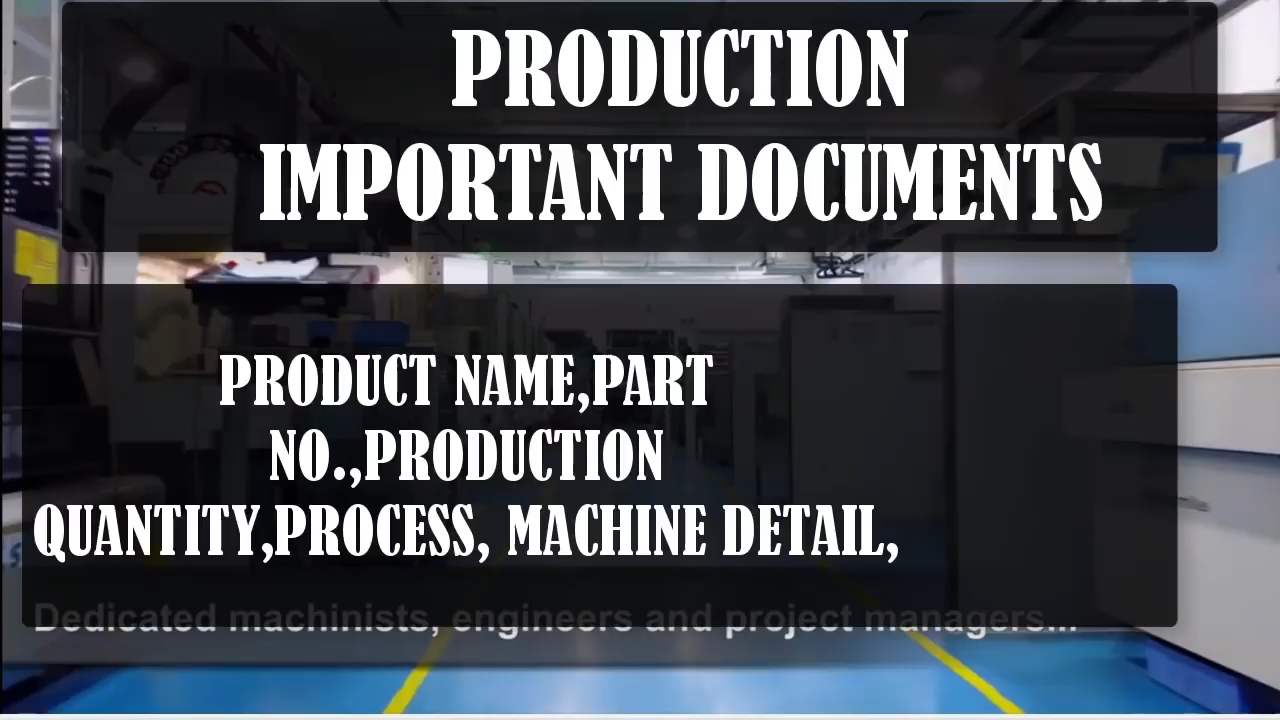 PRODUCTION
IMPORTANT DOCUMENTS
PRODUCT NAME,PART
NO.,PRODUCTION
QUANTITY,PROCESS, MACHINE DETAIL,
Dedicated machinists, engineers and project managers...